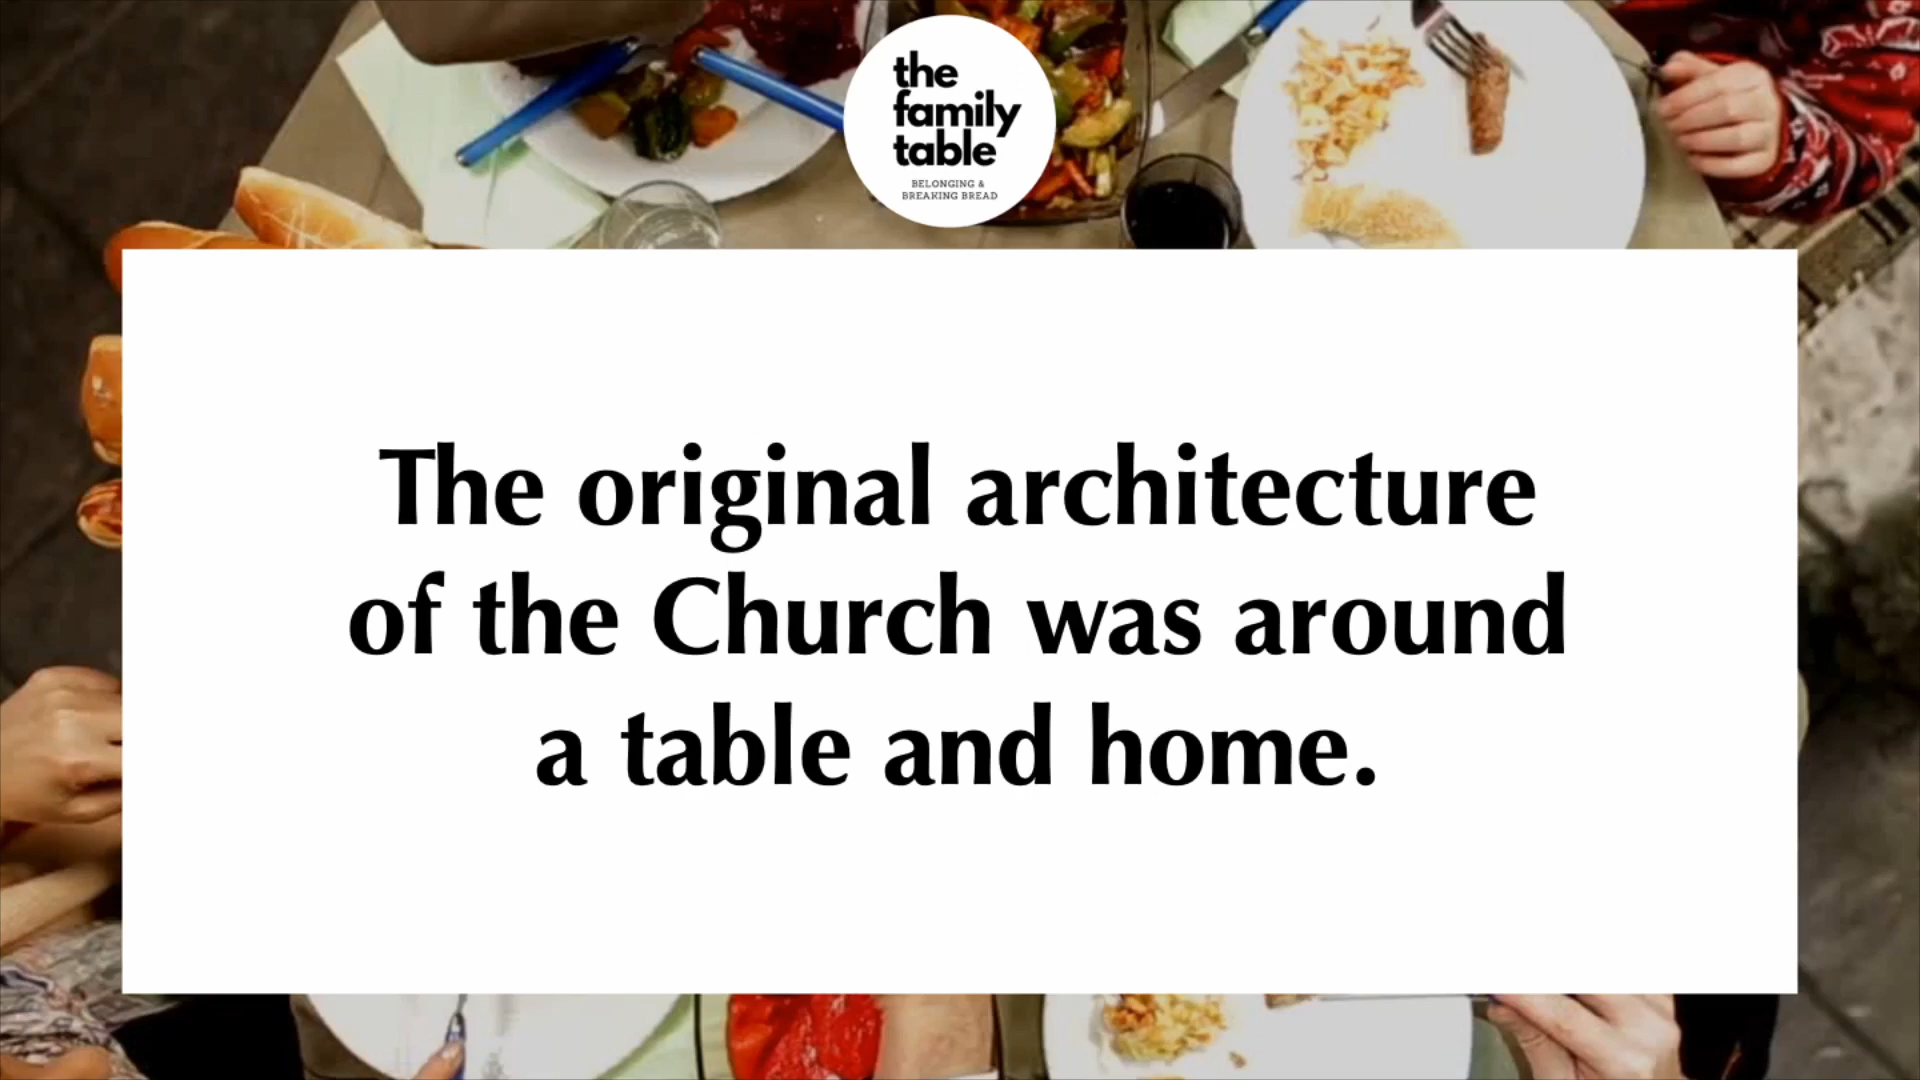 the
family
table
BELONGING &
BREAKING BREAD
The original architecture
of the Church was around
a table and home.